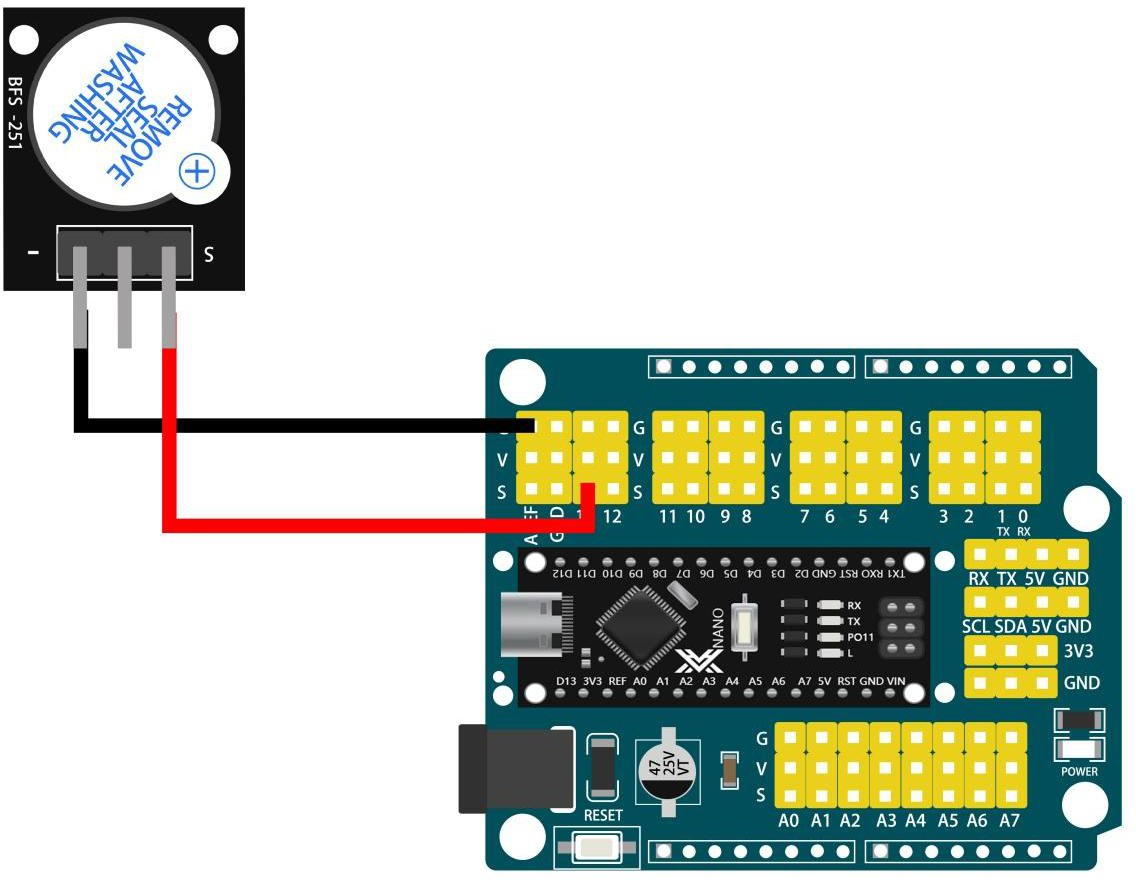 BFS -251
REMOVE
SEAL
AFTER
WASHING
- S
G G G
V V V V
S S S S
12 11 10 9 8 7 6 5 4 3 2 1 0
TX RX
RX TX 5V GND
SCL SDA 5V GND
3V3
GND
D12 D11 D10 D9 D8 D7 D6 D5 D4 D3 D2 GND RST RX0 TX1
NANO
RX
TX
PO11
L
D13 3V3 REF A0 A1 A2 A3 A4 A5 A6 A7 5V RST GND VIN
47
25V
VT
RESET
G
V
S
A0 A1 A2 A3 A4 A5 A6 A7
POWER